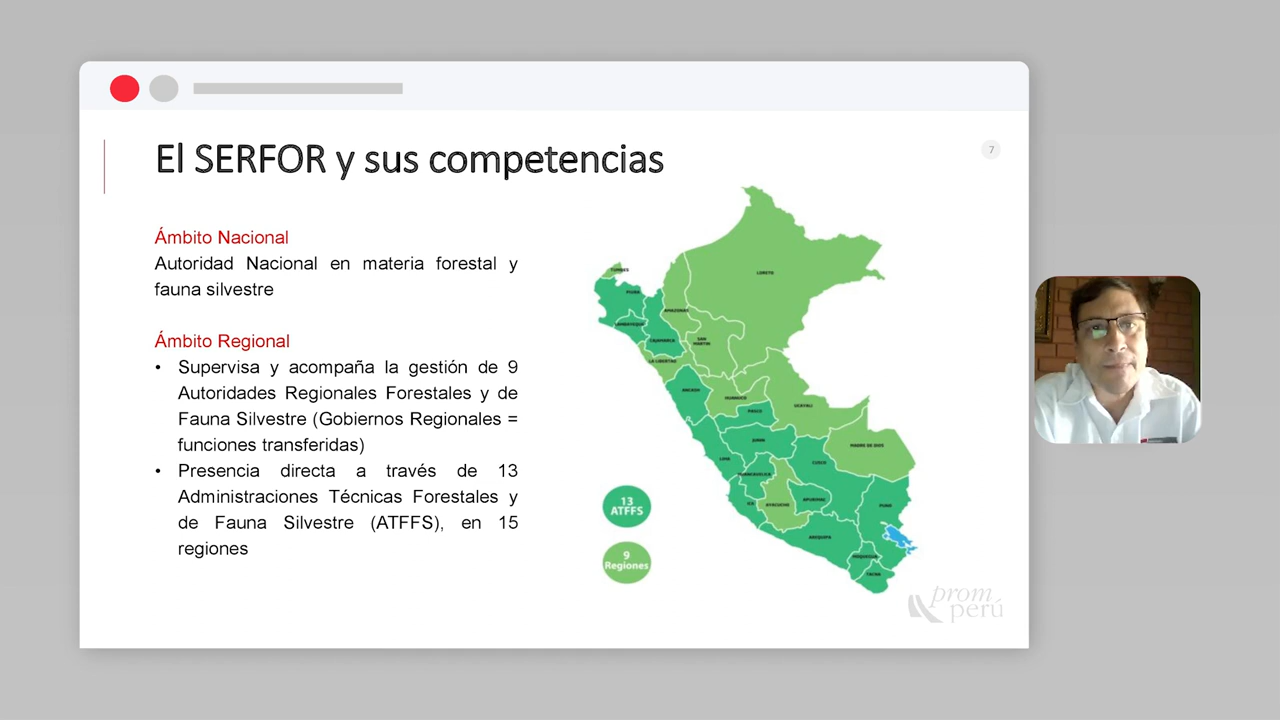 El SERFOR y sus competencias
7
Ámbito Nacional
Autoridad Nacional en materia forestal y
fauna silvestre
Ámbito Regional
• Supervisa y acompaña la gestión de 9
Autoridades Regionales Forestales y de
Fauna Silvestre (Gobiernos Regionales =
funciones transferidas)
• Presencia directa a través de 13
Administraciones Técnicas Forestales y
de Fauna Silvestre (ATFFS), en 15
regiones
TUMBES
LORETO
PIURA
AMAZONAS
LAMBAYEQUE
CAJAMARCA
SAN
MARTIN
LA LIBERTAD
ANCASH
HUANUCO
UCAYALI
PASCO
JUNIN
MADRE DE DIOS
LIMA
CUSCO
HUANCAVELICA
APURIMAC
ICA
AYACUCHO
PUNO
AREQUIPA
MOQUEGUA
TACNA
13
ATFFS
9
Regiones
prom
perú